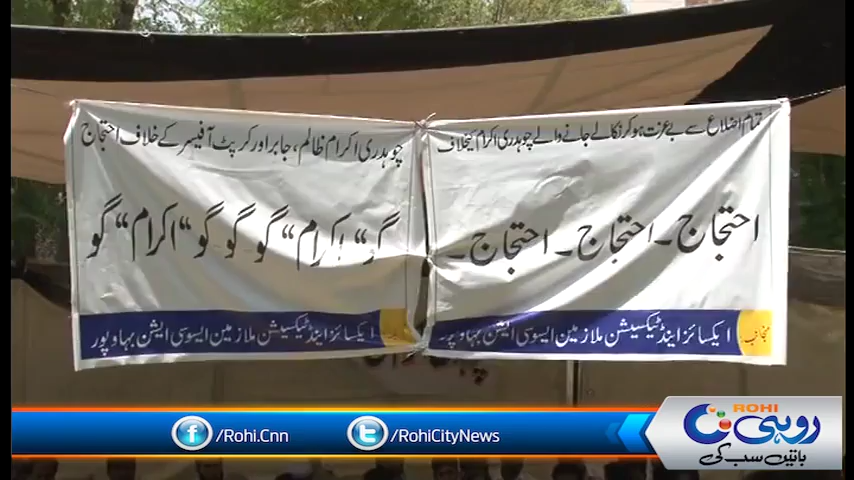 تمام اضلاع سے بے عزت ہو کر نکالے جانے والے چوہدری اکرام کیخلاف
احتجاج ۔ احتجاج ۔ احتجاج ۔
منجانب۔ ایکسائز اینڈ ٹیکسیشن ملازمین ایسوسی ایشن بہاولپور۔
چوہدری اکرام ظالم، جابر اور کرپٹ آفیسر کے خلاف احتجاج
گو "اکرام" گو گو گو "اکرام" گو
ایکسائز اینڈ ٹیکسیشن ملازمین ایسوسی ایشن بہاولپور
/Rohi.Cnn
/RohiCityNews
ROHI
روہی
باتیں سب کی